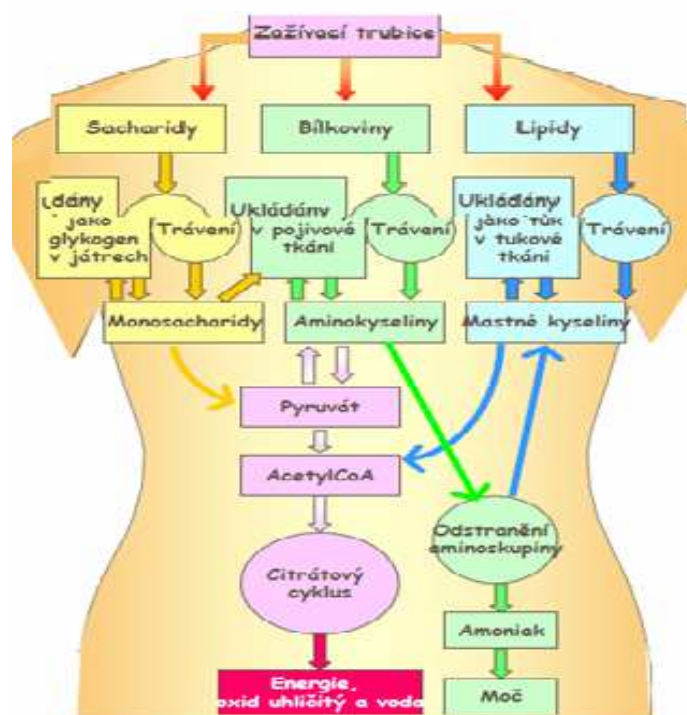 Zažívací trubice
Sacharidy
Bílkoviny
Lipidy
dány
jako
glykogen
v játrech
Trávení
Ukládány
v pojivové
tkáni
Trávení
Ukládány
jako tuk
v tukové
tkáni
Trávení
Monosacharidy
Aminokyseliny
Mastné kyseliny
Pyruvát
AcetylCoA
Odstranění
aminoskupiny
Citrátový
cyklus
Amoniak
Energie,
oxid uhličitý a voda
Moč